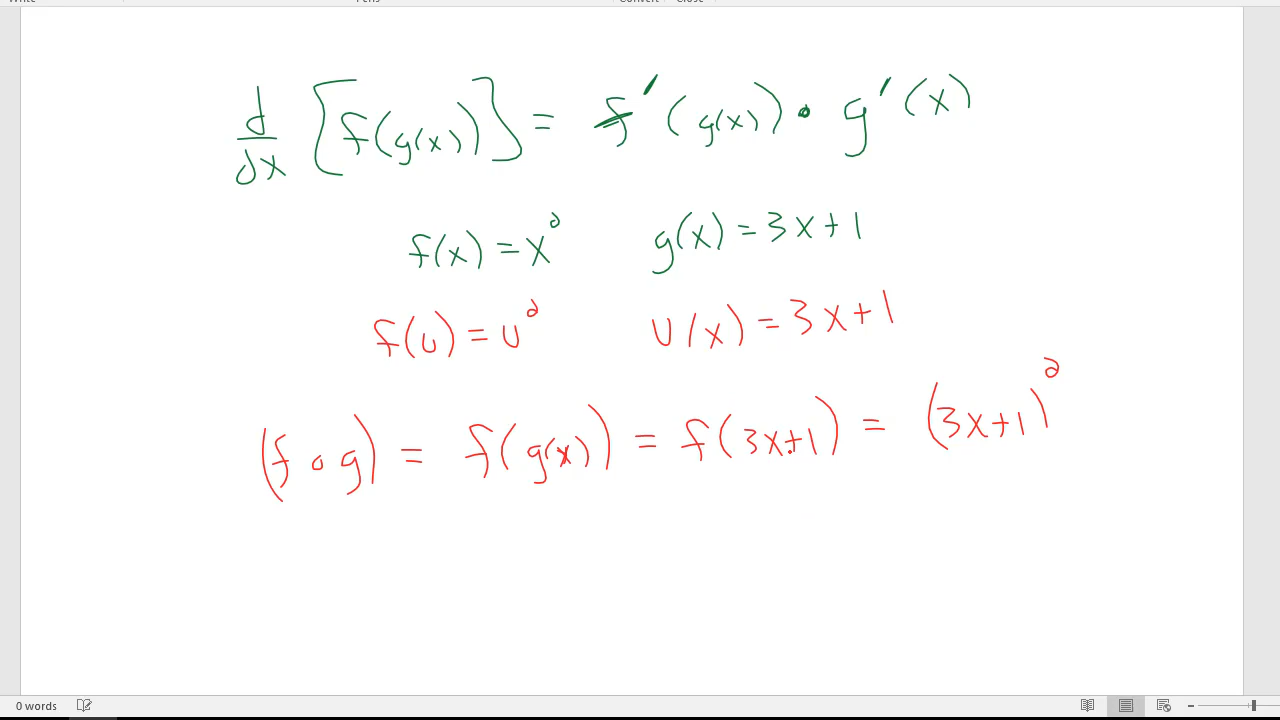 d/dx [f(g(x))] = f'(g(x)) • g'(x)
f(x) = x² g(x) = 3x+1
f(u) = u² u(x) = 3x+1
(f∘g) = f(g(x)) = f(3x+1) = (3x+1)²
0 words